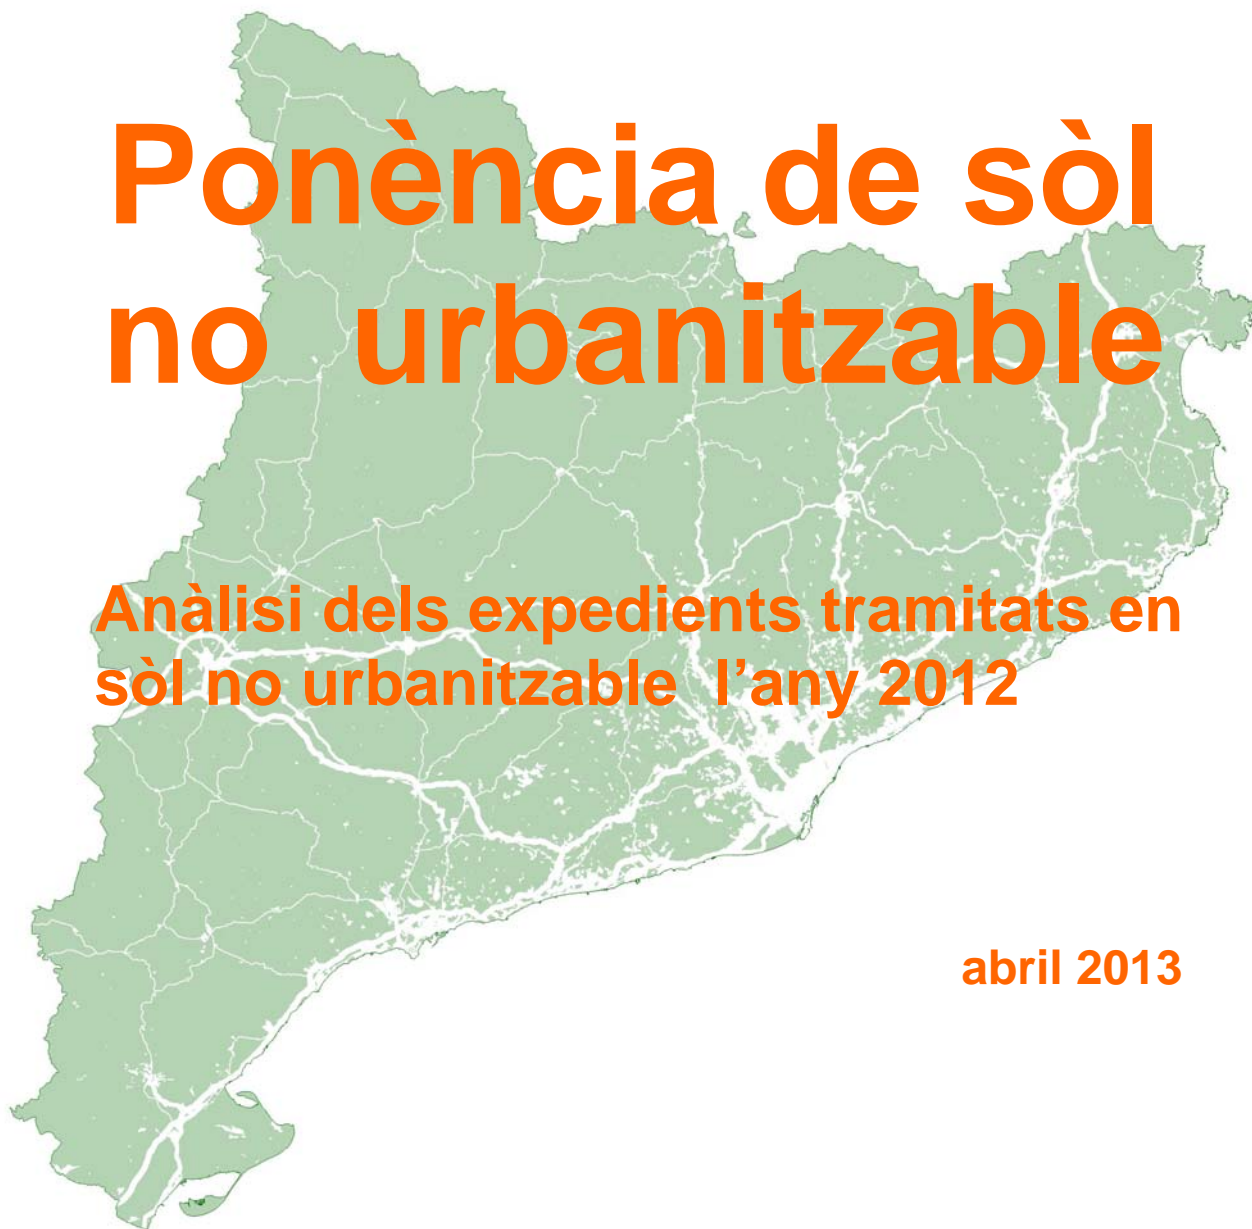 Ponència de sòl
no urbanitzable
Anàlisi dels expedients tramitats en
sòl no urbanitzable l'any 2012
abril 2013